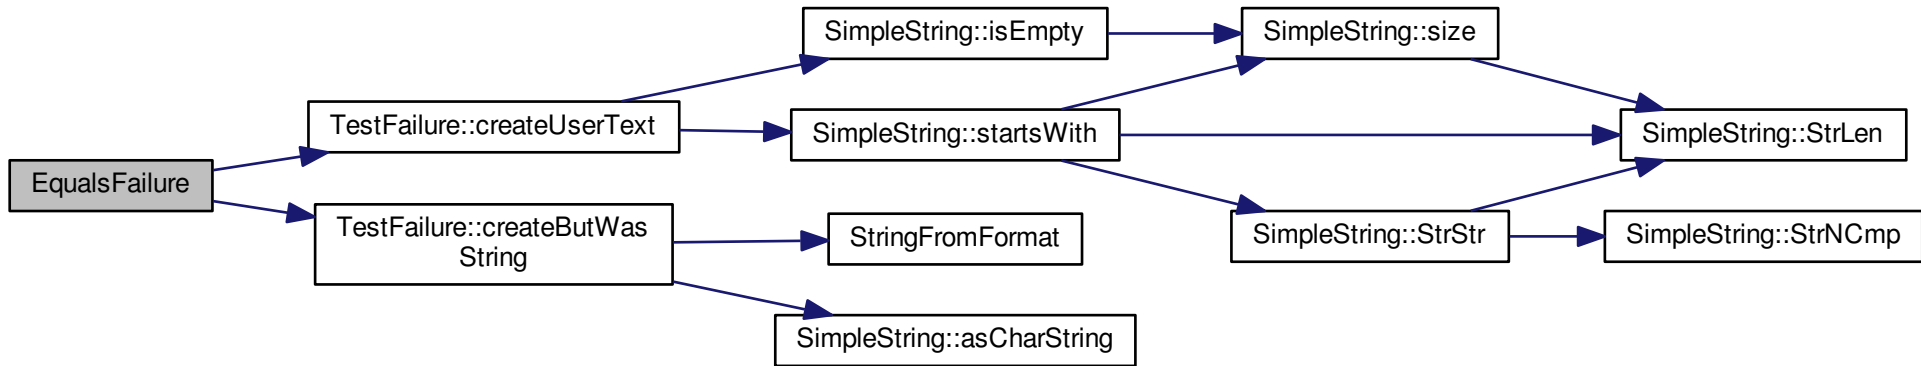 SimpleString::isEmpty
SimpleString::size
TestFailure::createUserText
SimpleString::startsWith
SimpleString::StrLen
EqualsFailure
TestFailure::createButWas
String
StringFromFormat
SimpleString::StrStr
SimpleString::StrNCmp
SimpleString::asCharString